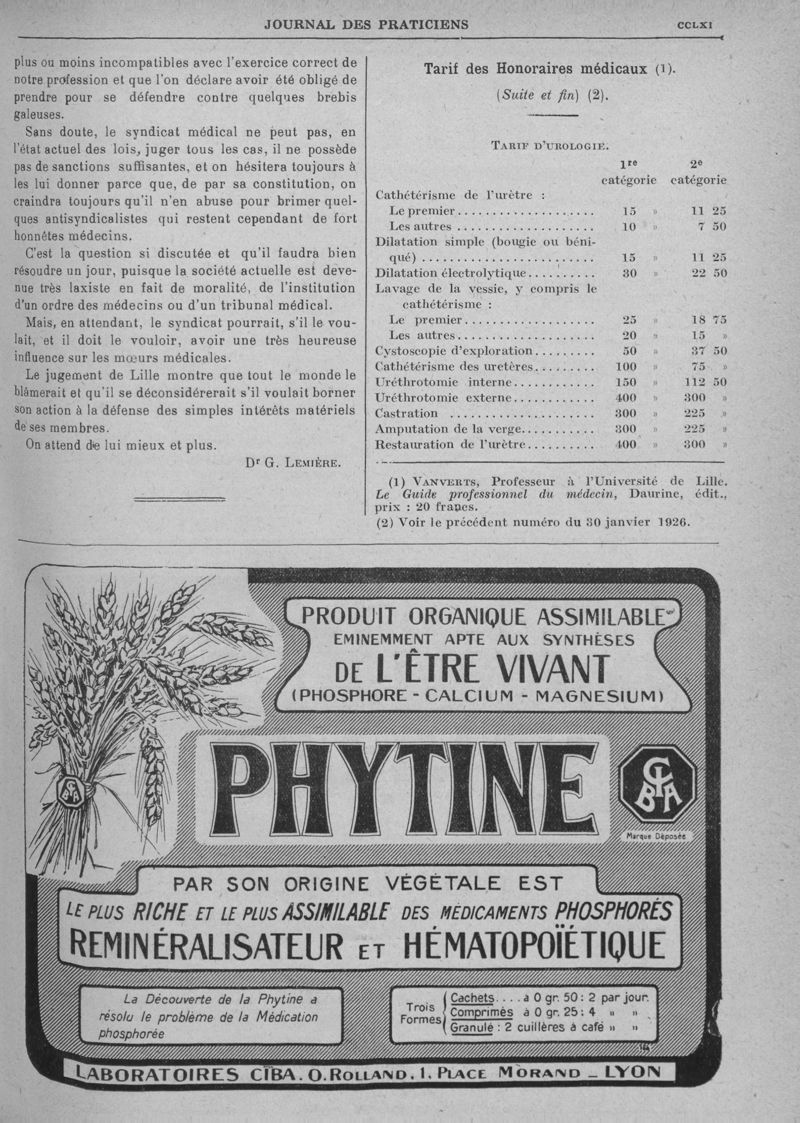 JOURNAL DES PRATICIENS CCLXI
plus ou moins incompatibles avec l'exercice correct de
notre profession et que l'on déclare avoir été obligé de
prendre pour se défendre contre quelques brebis
galeuses.
Sans doute, le syndicat médical ne peut pas, en
l'état actuel des lois, juger tous les cas, il ne possède
pas de sanctions suffisantes, et on hésitera toujours à
les lui donner parce que, de par sa constitution, on
craindra toujours qu'il n'en abuse pour brimer quel-
ques antisyndicalistes qui restent cependant de fort
honnêtes médecins.
C'est la question si discutée et qu'il faudra bien
résoudre un jour, puisque la société actuelle est deve-
nue très laxiste en fait de moralité, de l'institution
d'un ordre des médecins ou d'un tribunal médical.
Mais, en attendant, le syndicat pourrait, s'il le vou-
lait, et il doit le vouloir, avoir une très heureuse
influence sur les mœurs médicales.
Le jugement de Lille montre que tout le monde le
blâmerait et qu'il se déconsidérerait s'il voulait borner
son action à la défense des simples intérêts matériels
de ses membres.
On attend de lui mieux et plus.
Dr G. LEMIÈRE.
Tarif des Honoraires médicaux (1).
(Suite et fin) (2).
TARIF D'UROLOGIE.
1re 2e
catégorie catégorie
Cathétérisme de l'urètre :
Le premier.................... 15 » 11 25
Les autres .................... 10 » 7 50
Dilatation simple (bougie ou béni-
qué) ......................... 15 » 11 25
Dilatation électrolytique.......... 30 » 22 50
Lavage de la vessie, y compris le
cathétérisme :
Le premier................... 25 » 18 75
Les autres.................... 20 » 15 »
Cystoscopie d'exploration......... 50 » 37 50
Cathétérisme des uretères......... 100 » 75 »
Uréthrotomie interne............ 150 » 112 50
Uréthrotomie externe............ 400 » 300 »
Castration ..................... 300 » 225 »
Amputation de la verge........... 300 » 225 »
Restauration de l'urètre.......... 400 » 300 »
(1) VANVERTS, Professeur à l'Université de Lille.
Le Guide professionnel du médecin, Daurine, édit.,
prix : 20 francs.
(2) Voir le précédent numéro du 30 janvier 1926.
PRODUIT ORGANIQUE ASSIMILABLE
EMINEMMENT APTE AUX SYNTHÈSES
DE L'ÊTRE VIVANT
(PHOSPHORE - CALCIUM - MAGNESIUM)
PHYTINE
CIBA
CIBA
Marque Déposée
PAR SON ORIGINE VÉGÉTALE EST
LE PLUS RICHE ET LE PLUS ASSIMILABLE DES MÉDICAMENTS PHOSPHORÉS
REMINÉRALISATEUR ET HÉMATOPOÏÉTIQUE
La Découverte de la Phytine a
résolu le problème de la Médication
phosphorée
Trois Formes
Cachets....à 0 gr. 50 : 2 par jour.
Comprimés à 0 gr. 25 : 4 » »
Granulé : 2 cuillères à café » »
LABORATOIRES CIBA. O. ROLLAND. 1. PLACE MORAND _ LYON